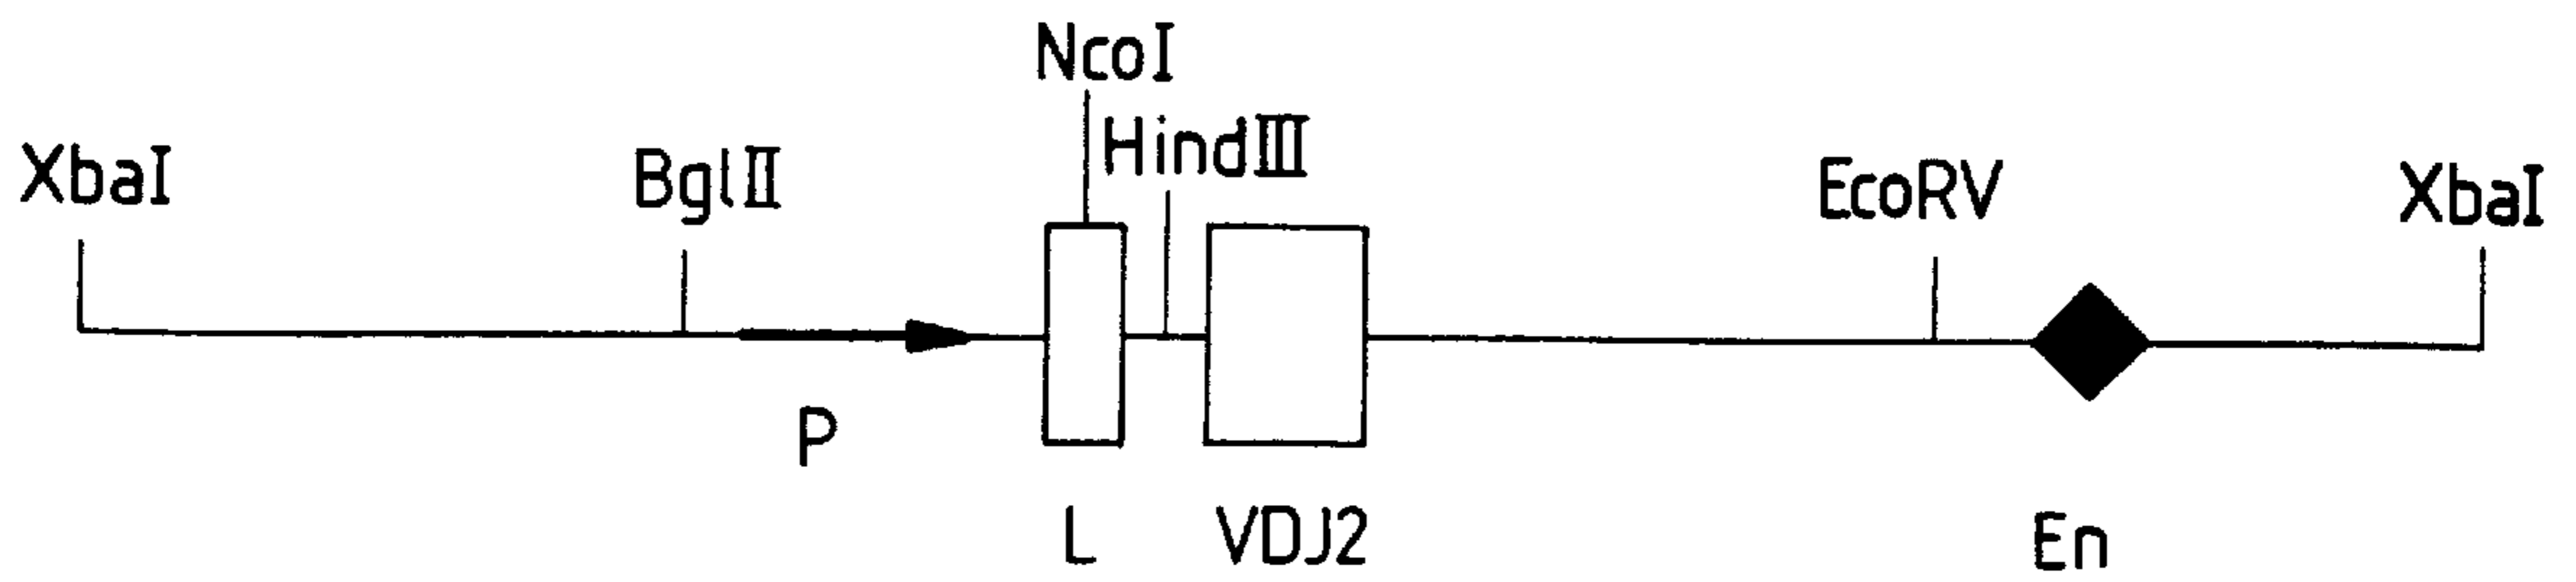 NcoI
HindIII
XbaI
BglII
EcoRV
XbaI
P
L
VDJ2
En